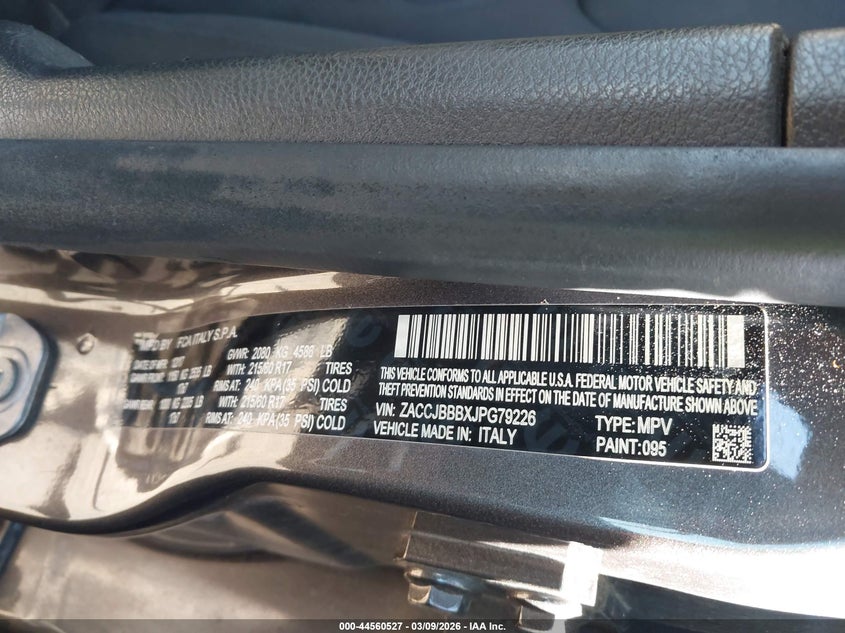 MFD BY FCA ITALY S.P.A.
GVWR: 2080 KG 4586 LB
WITH: 215/60 R17 TIRES
RIMS AT: 240 KPA(35 PSI) COLD
WITH: 215/60 R17 TIRES
RIMS AT: 240 KPA(35 PSI) COLD
THIS VEHICLE CONFORMS TO ALL APPLICABLE U.S.A. FEDERAL MOTOR VEHICLE SAFETY AND
THEFT PREVENTION STANDARDS IN EFFECT ON THE DATE OF MANUFACTURE SHOWN ABOVE.
VIN: ZACCJBBBXJPG79226 TYPE: MPV
VEHICLE MADE IN: ITALY PAINT: 095
000-44560527 - 03/09/2026 - IAA Inc.